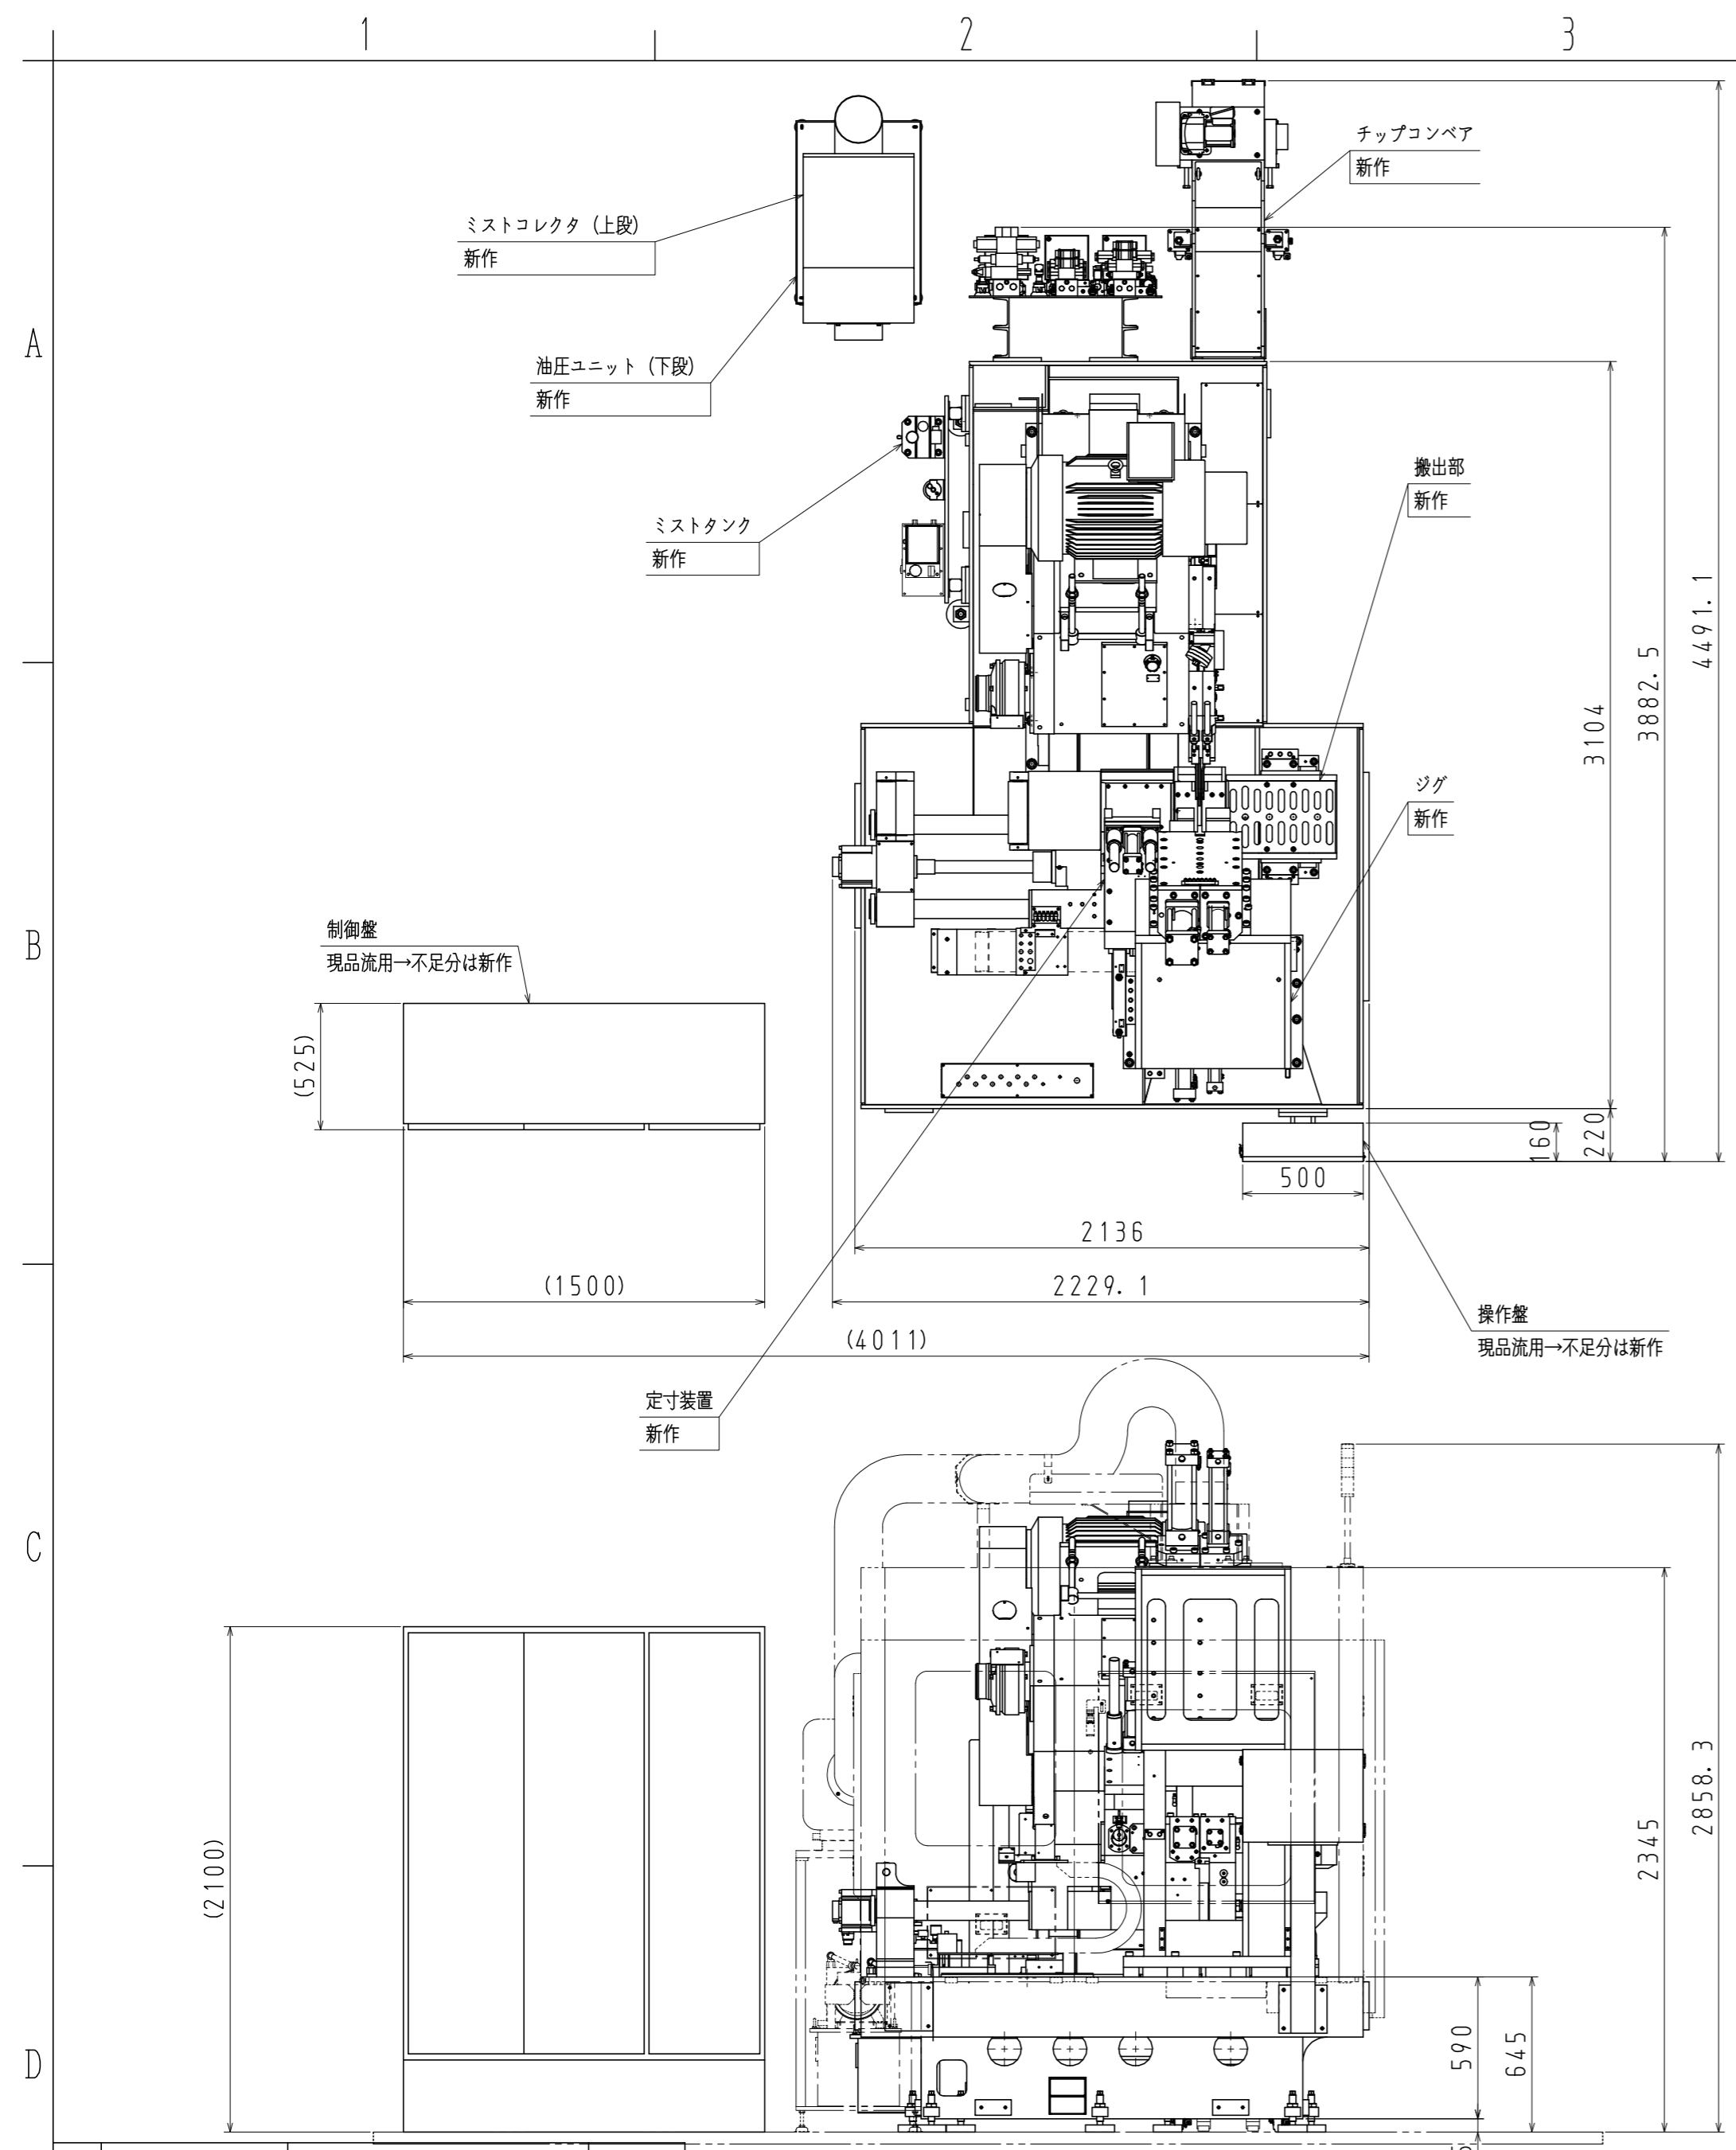 1
2
3
A
B
C
D
チップコンベア
新作
ミストコレクタ (上段)
新作
油圧ユニット (下段)
新作
ミストタンク
新作
搬出部
新作
ジグ
新作
4491.1
3882.5
3104
220
160
500
2136
2229.1
(4011)
制御盤
現品流用→不足分は新作
(525)
(1500)
操作盤
現品流用→不足分は新作
定寸装置
新作
(2100)
2858.3
2345
645
590